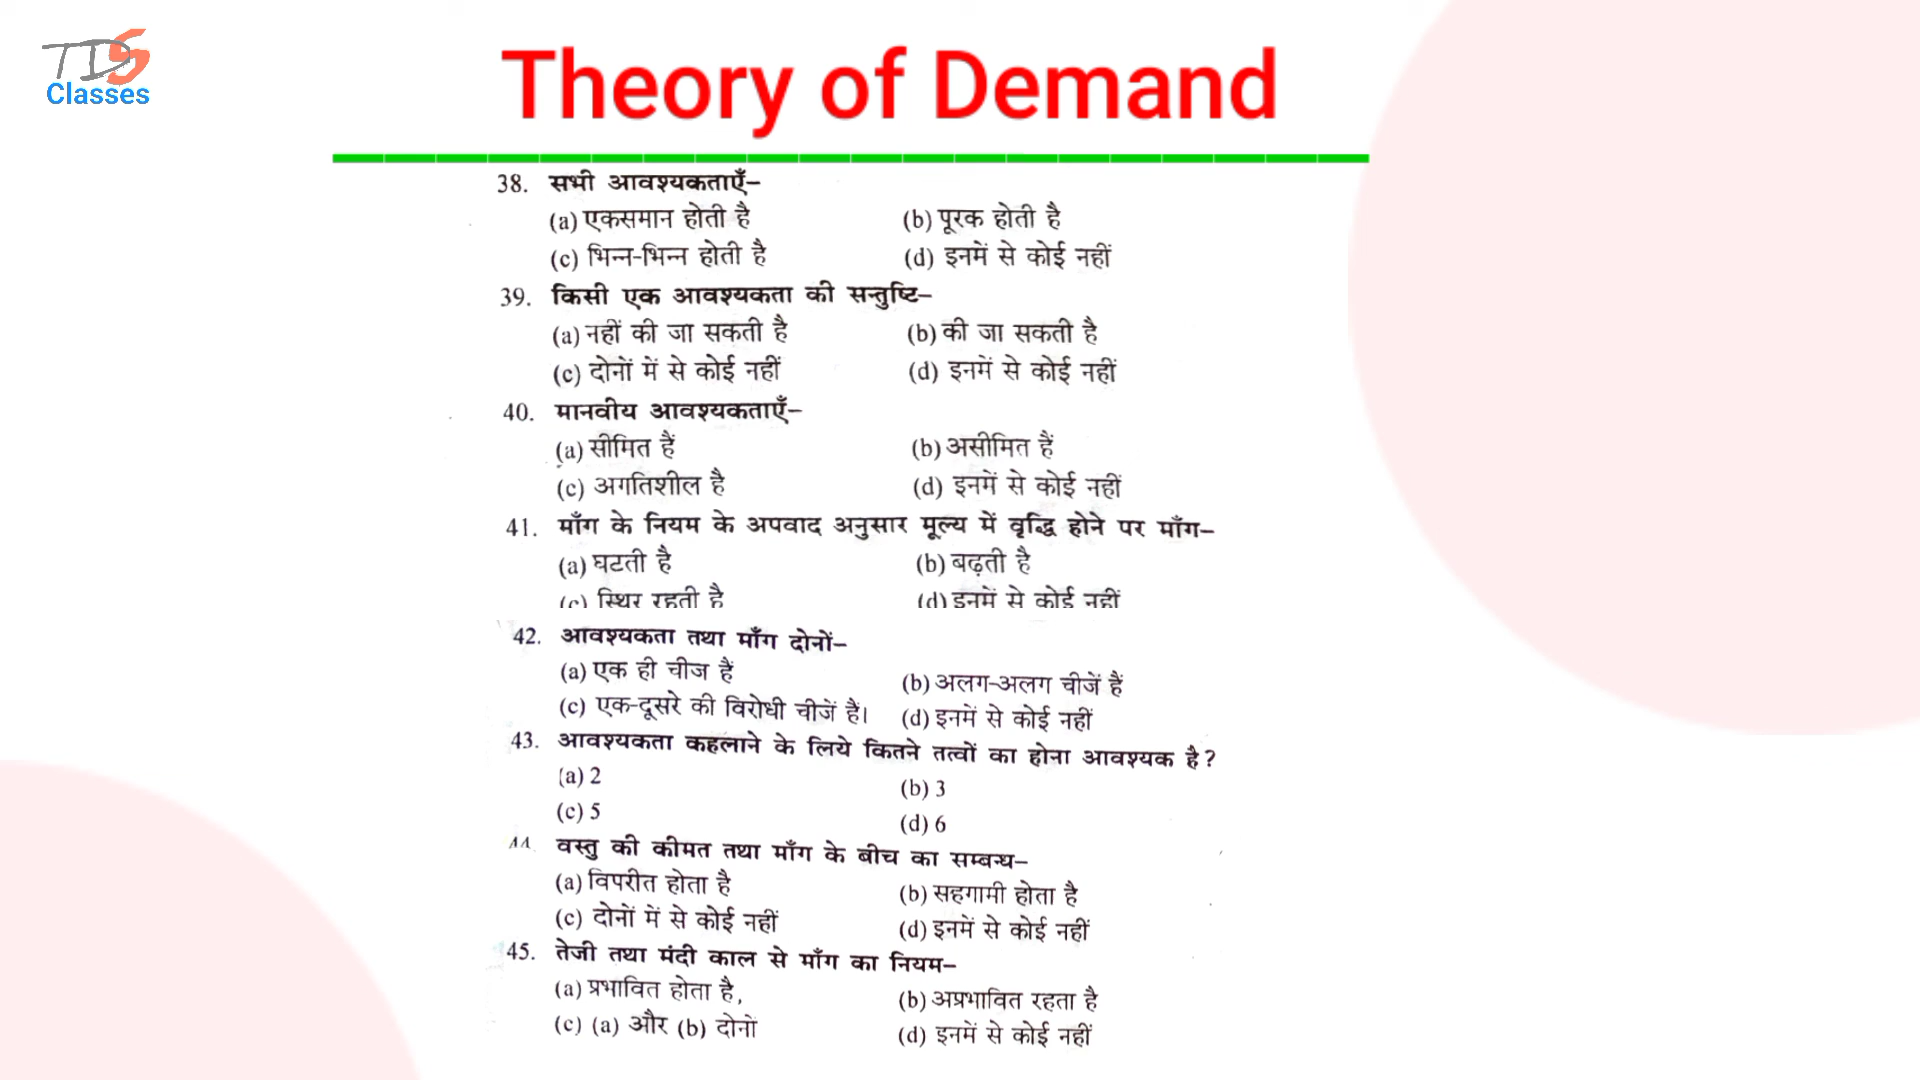 TDS
Classes
Theory of Demand
38. सभी आवश्यकताएँ–
(a) एकसमान होती है (b) पूरक होती है
(c) भिन्न-भिन्न होती है (d) इनमें से कोई नहीं
39. किसी एक आवश्यकता की सन्तुष्टि–
(a) नहीं की जा सकती है (b) की जा सकती है
(c) दोनों में से कोई नहीं (d) इनमें से कोई नहीं
40. मानवीय आवश्यकताएँ–
(a) सीमित हैं (b) असीमित हैं
(c) अगतिशील है (d) इनमें से कोई नहीं
41. माँग के नियम के अपवाद अनुसार मूल्य में वृद्धि होने पर माँग–
(a) घटती है (b) बढ़ती है
(c) स्थिर रहती है (d) इनमें से कोई नहीं
42. आवश्यकता तथा माँग दोनों–
(a) एक ही चीज हैं (b) अलग-अलग चीजें हैं
(c) एक-दूसरे की विरोधी चीजें हैं। (d) इनमें से कोई नहीं
43. आवश्यकता कहलाने के लिये कितने तत्वों का होना आवश्यक है?
(a) 2 (b) 3
(c) 5 (d) 6
44. वस्तु की कीमत तथा माँग के बीच का सम्बन्ध–
(a) विपरीत होता है (b) सहगामी होता है
(c) दोनों में से कोई नहीं (d) इनमें से कोई नहीं
45. तेजी तथा मंदी काल से माँग का नियम–
(a) प्रभावित होता है, (b) अप्रभावित रहता है
(c) (a) और (b) दोनों (d) इनमें से कोई नहीं